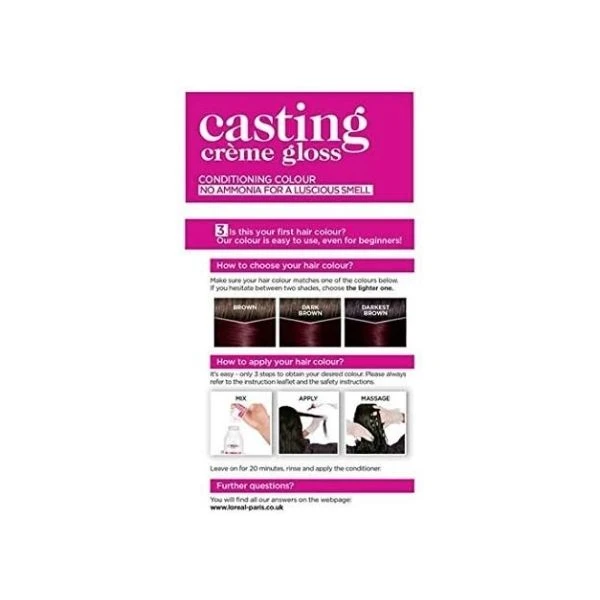 casting
crème gloss
CONDITIONING COLOUR
NO AMMONIA FOR A LUSCIOUS SMELL
3 Is this your first hair colour?
Our colour is easy to use, even for beginners!
How to choose your hair colour?
Make sure your hair colour matches one of the colours below.
If you hesitate between two shades, choose the lighter one.
BROWN
DARK
BROWN
DARKEST
BROWN
How to apply your hair colour?
It's easy - only 3 steps to obtain your desired colour. Please always
refer to the instruction leaflet and the safety instructions.
MIX
APPLY
MASSAGE
Leave on for 20 minutes, rinse and apply the conditioner.
Further questions?
You will find all our answers on the webpage:
www.loreal-paris.co.uk